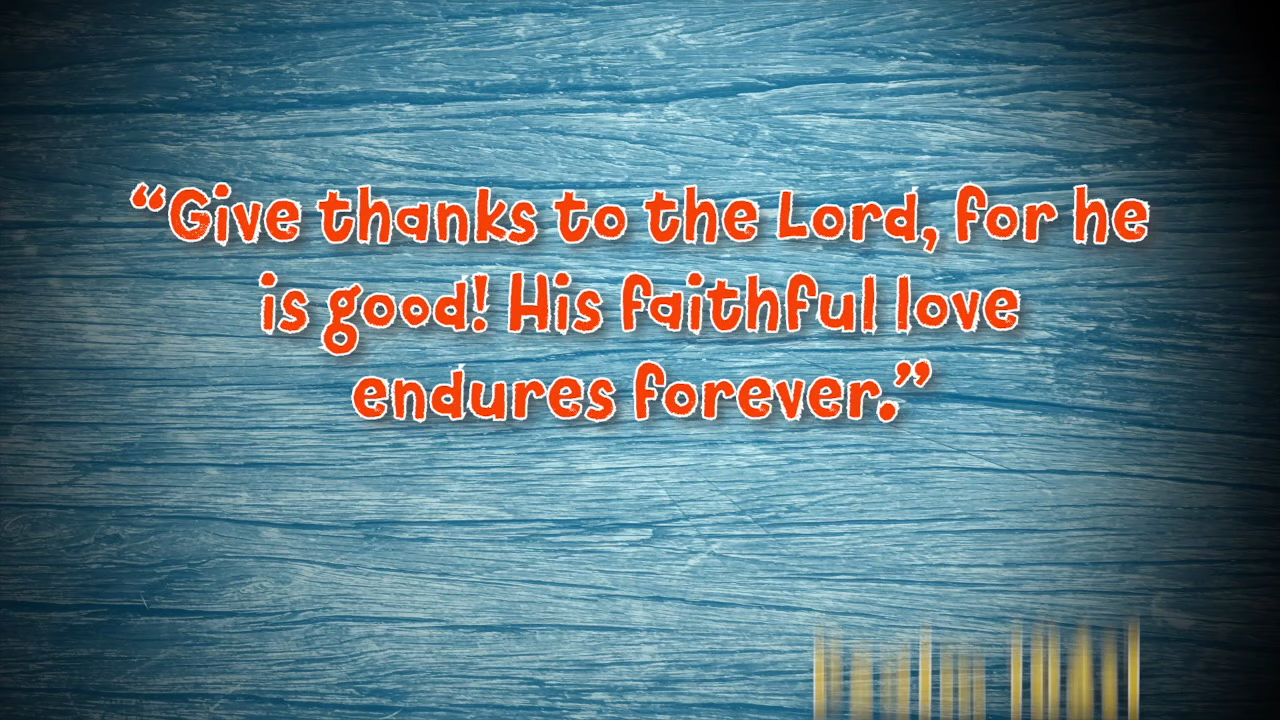 “Give thanks to the Lord, for he
is good! His faithful love
endures forever.”